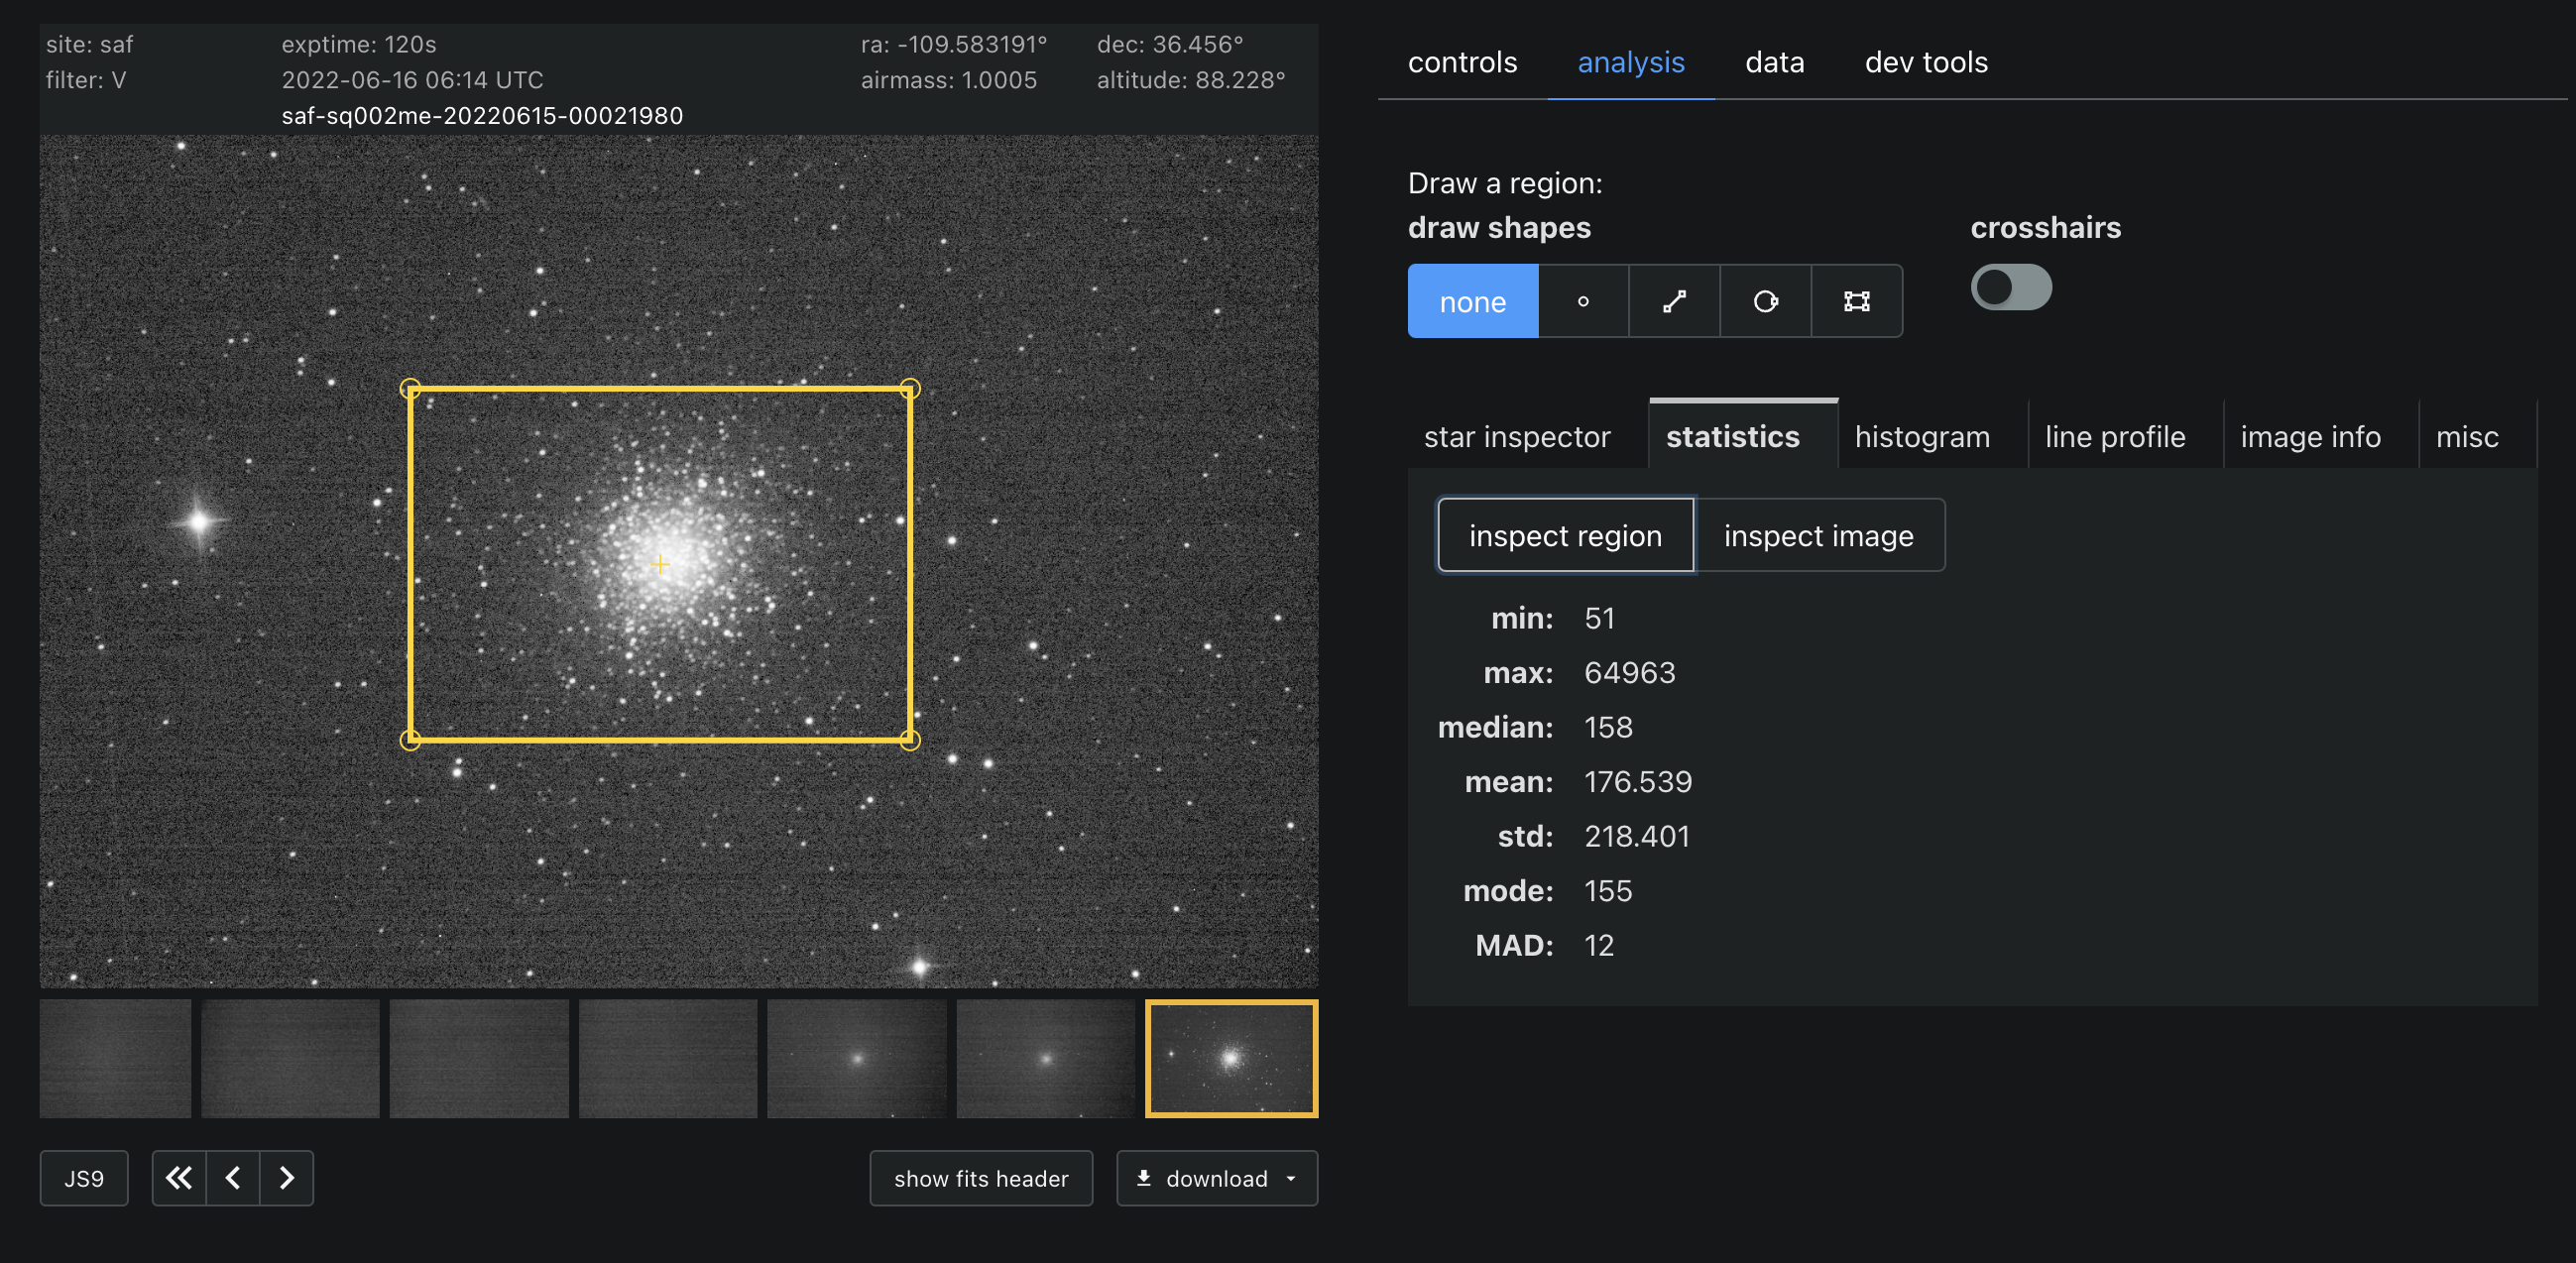 site: saf
exptime: 120s
ra: -109.583191°
dec: 36.456°
filter: V
2022-06-16 06:14 UTC
airmass: 1.0005
altitude: 88.228°
saf-sq002me-20220615-00021980
JS9
show fits header
download
controls
analysis
data
dev tools
Draw a region:
draw shapes
crosshairs
none
star inspector
statistics
histogram
line profile
image info
misc
inspect region
inspect image
min: 51
max: 64963
median: 158
mean: 176.539
std: 218.401
mode: 155
MAD: 12